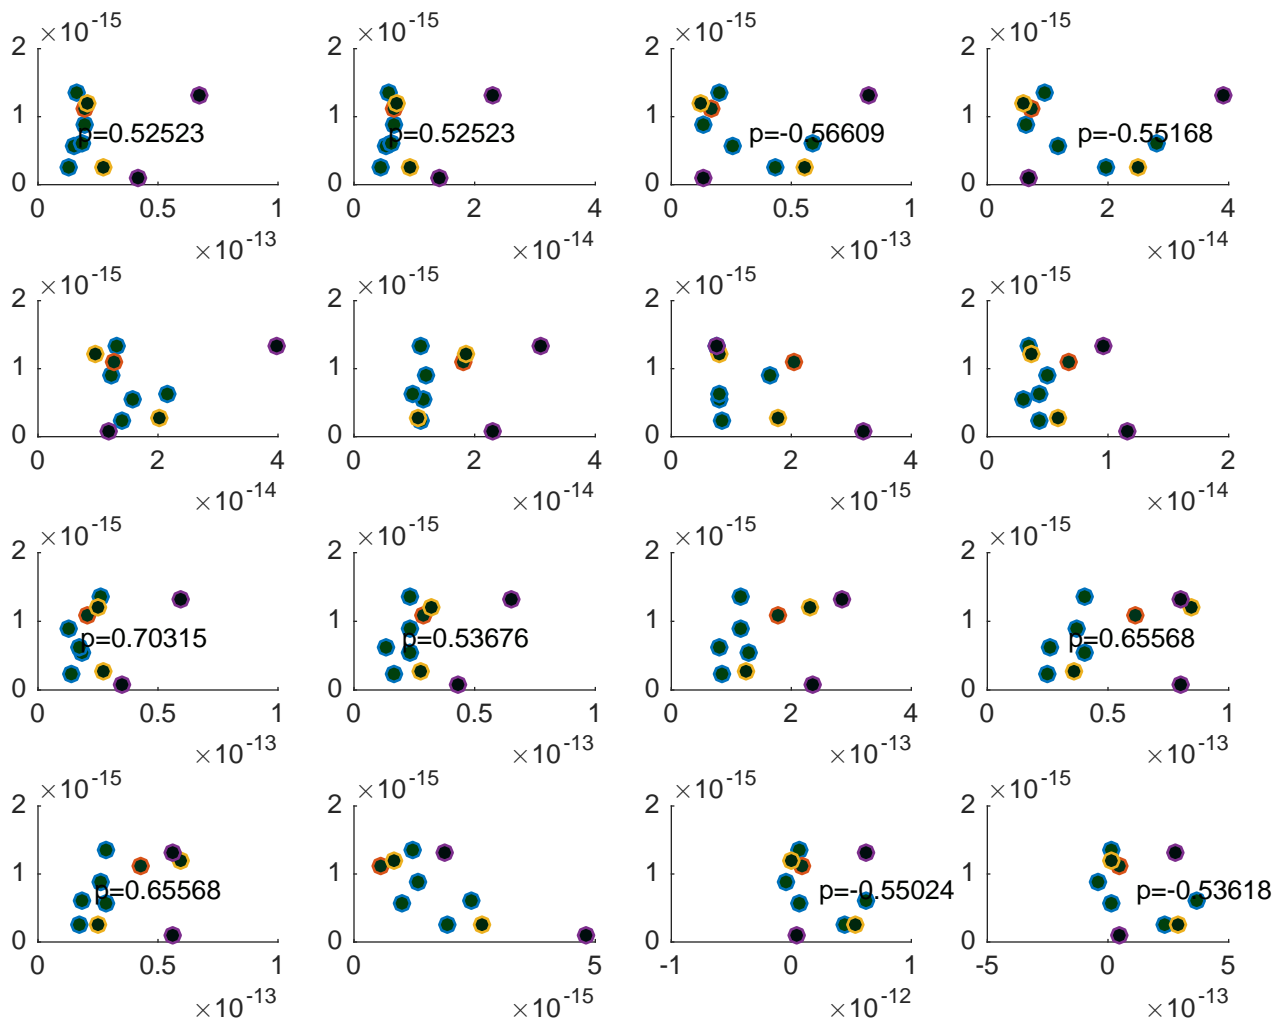 ×10-15 ×10-15 ×10-15 ×10-15
2 2 2 2
1 1 1 1
p=0.52523 p=0.52523 p=-0.56609 p=-0.55168
0 0 0 0
0 0.5 1 0 2 4 0 0.5 1 0 2 4
×10-13 ×10-14 ×10-13 ×10-14
×10-15 ×10-15 ×10-15 ×10-15
2 2 2 2
1 1 1 1
0 0 0 0
0 2 4 0 2 4 0 2 4 0 1 2
×10-14 ×10-14 ×10-15 ×10-14
×10-15 ×10-15 ×10-15 ×10-15
2 2 2 2
1 1 1 1
p=0.70315 p=0.53676 p=0.65568
0 0 0 0
0 0.5 1 0 0.5 1 0 2 4 0 0.5 1
×10-13 ×10-13 ×10-13 ×10-13
×10-15 ×10-15 ×10-15 ×10-15
2 2 2 2
1 1 1 1
p=0.65568 p=-0.55024 p=-0.53618
0 0 0 0
0 0.5 1 0 5 -1 0 1 -5 0 5
×10-13 ×10-15 ×10-12 ×10-13